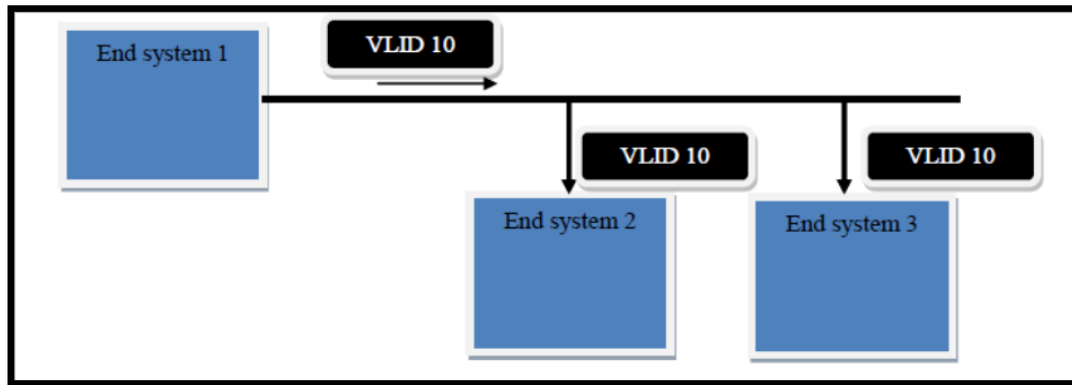 End system 1
VLID 10
VLID 10
VLID 10
End system 2
End system 3